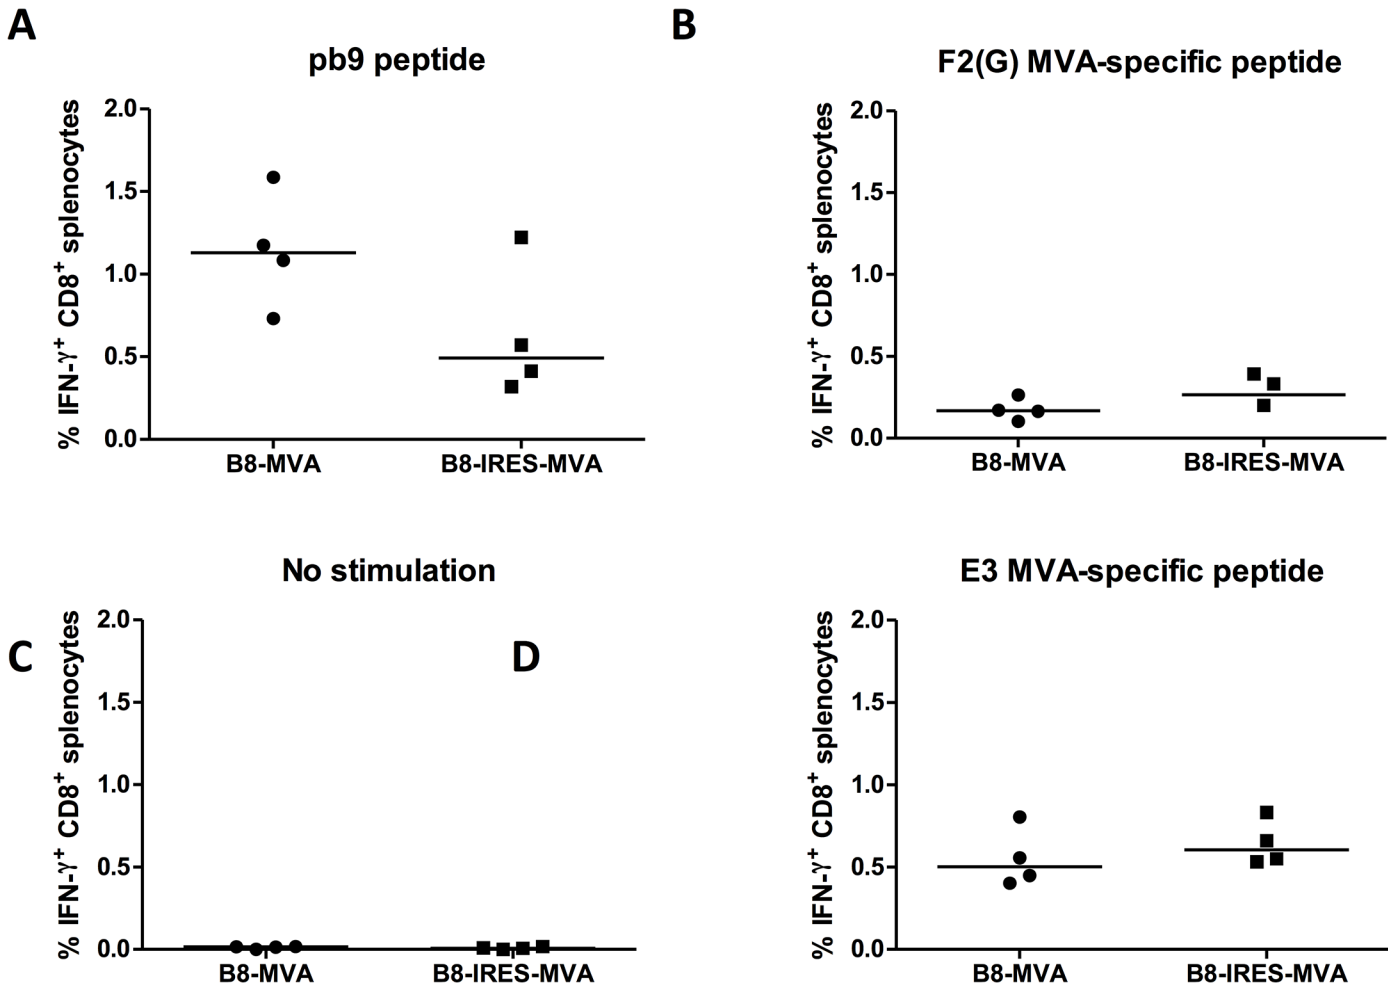 A
pb9 peptide
% IFN-γ+ CD8+ splenocytes
2.0
1.5
1.0
0.5
0.0
B8-MVA B8-IRES-MVA
B
F2(G) MVA-specific peptide
% IFN-γ+ CD8+ splenocytes
2.0
1.5
1.0
0.5
0.0
B8-MVA B8-IRES-MVA
C
No stimulation
% IFN-γ+ CD8+ splenocytes
2.0
1.5
1.0
0.5
0.0
B8-MVA B8-IRES-MVA
D
E3 MVA-specific peptide
% IFN-γ+ CD8+ splenocytes
2.0
1.5
1.0
0.5
0.0
B8-MVA B8-IRES-MVA